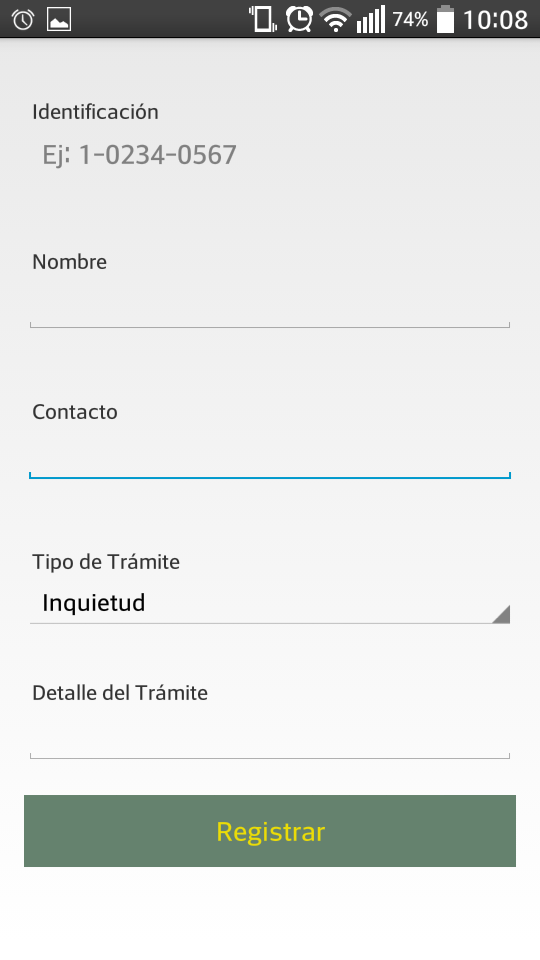 74% 10:08
Identificación
Ej: 1-0234-0567
Nombre
Contacto
Tipo de Trámite
Inquietud
Detalle del Trámite
Registrar